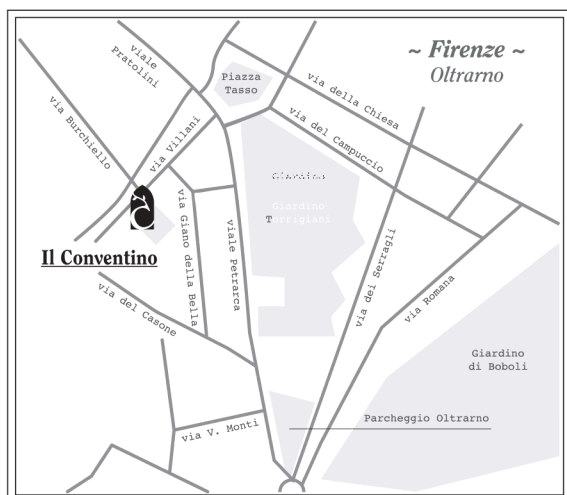 ~ Firenze ~
Oltrarno
viale
Pratolini
Piazza
Tasso
via della Chiesa
via del Campuccio
via Burchiello
via Villani
Giardino
Torrigiani
Il Conventino
via Giano della Bella
viale Petrarca
via dei Serragli
via Romana
via del Casone
Giardino
di Boboli
Parcheggio Oltrarno
via V. Monti